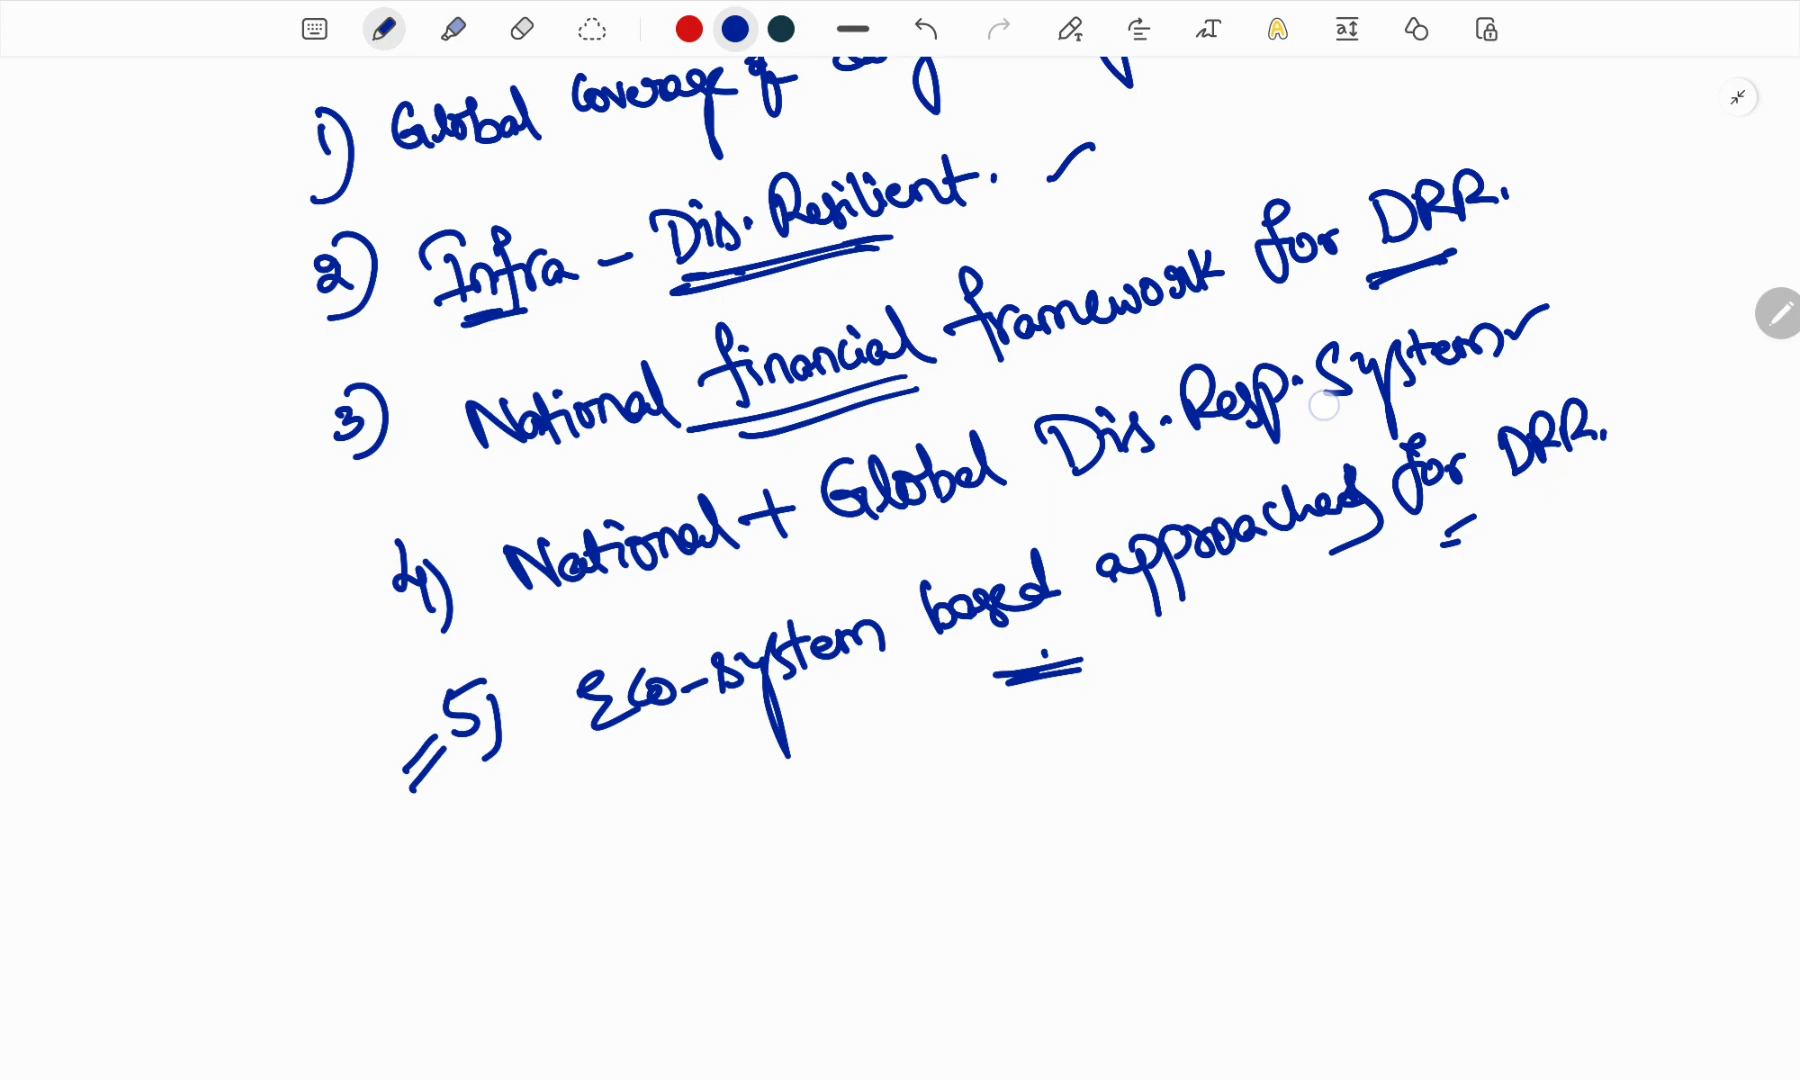 1) Global coverage of
2) Infra - Dis. Resilient.
3) National financial framework for DRR.
4) National + Global Dis. Resp. System
5) Eco-system based approaches for DRR.